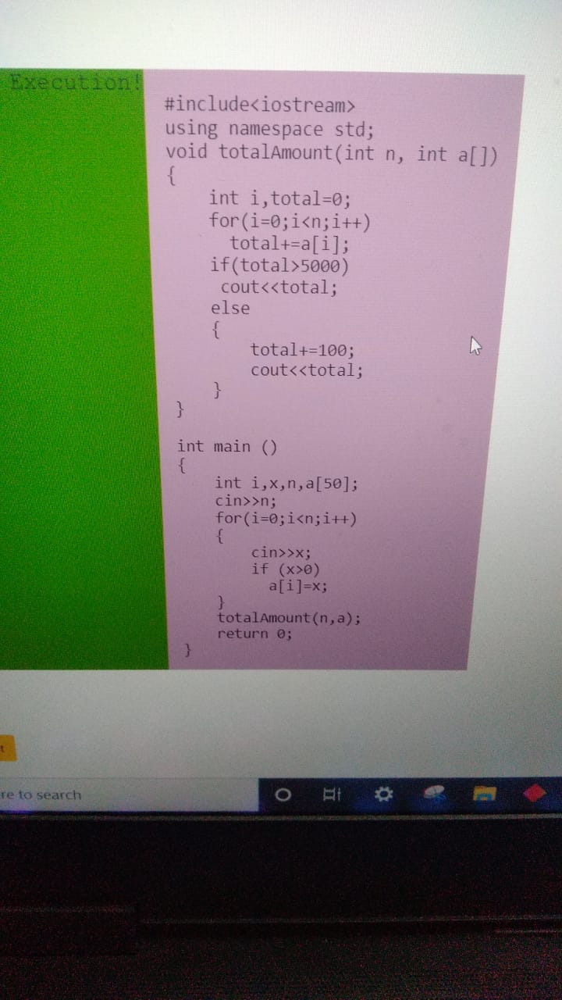 Execution!
#include<iostream>
using namespace std;
void totalAmount(int n, int a[])
{
int i,total=0;
for(i=0;i<n;i++)
total+=a[i];
if(total>5000)
cout<<total;
else
{
total+=100;
cout<<total;
}
}
int main ()
{
int i,x,n,a[50];
cin>>n;
for(i=0;i<n;i++)
{
cin>>x;
if (x>0)
a[i]=x;
}
totalAmount(n,a);
return 0;
}
t
re to search